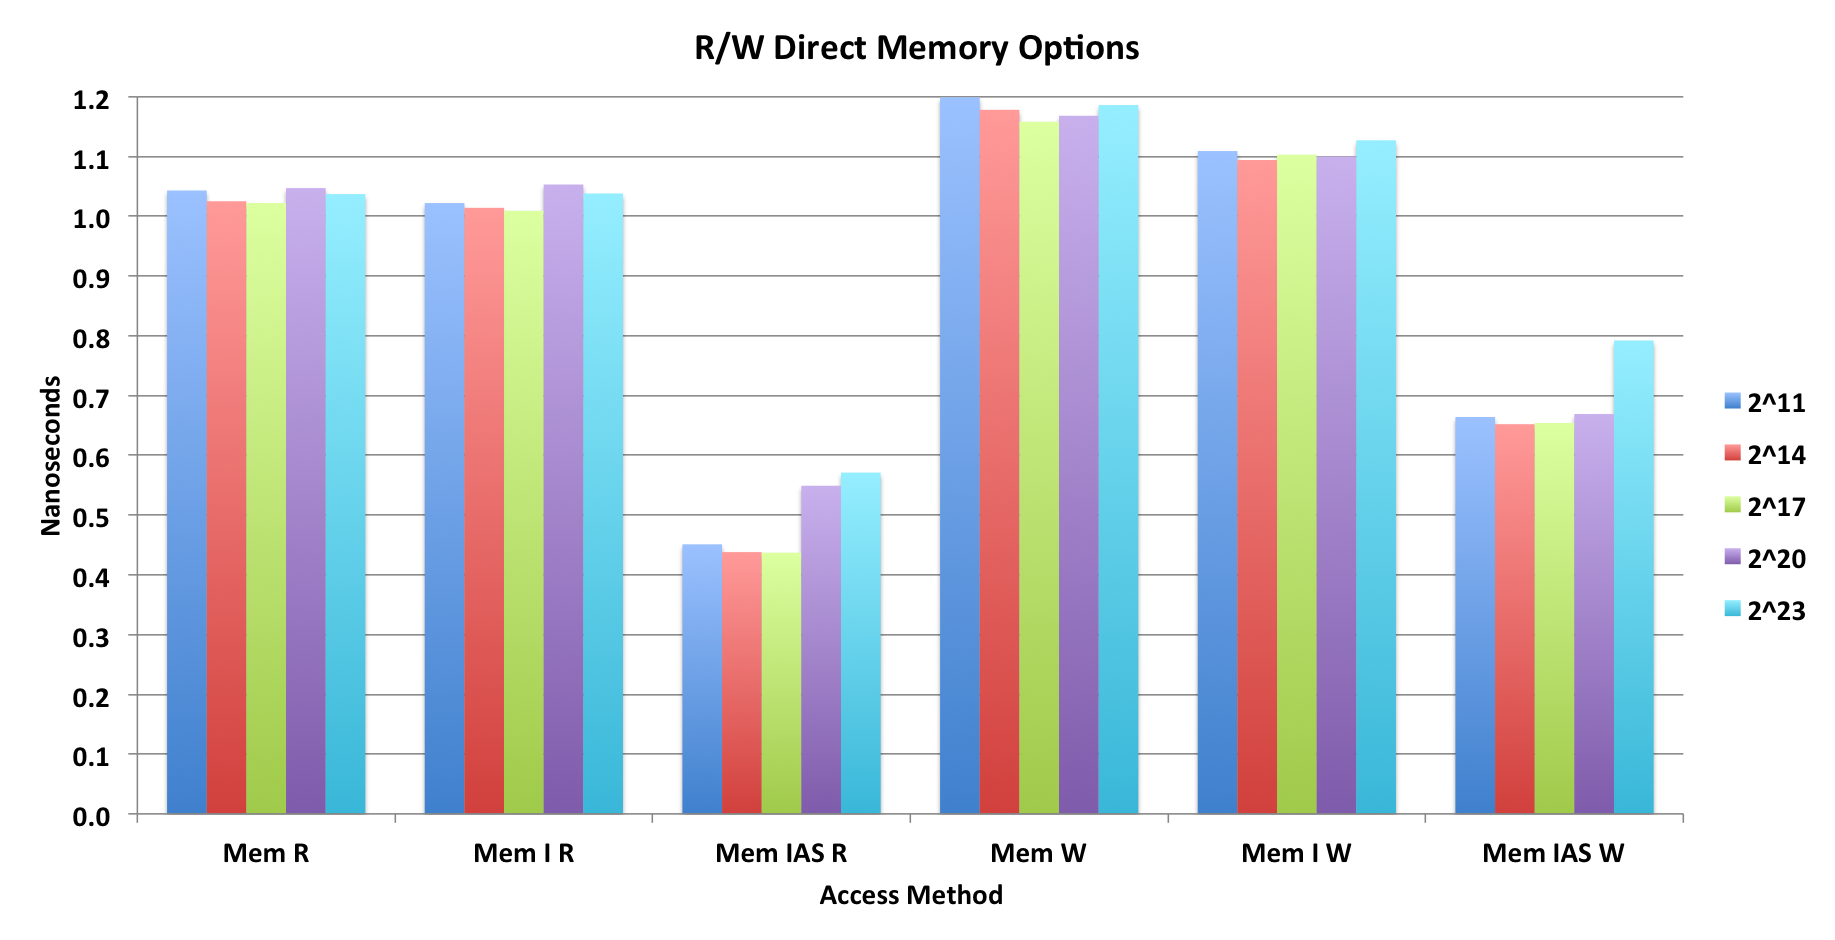 R/W Direct Memory Options
1.2
1.1
1.0
0.9
0.8
0.7
0.6
0.5
0.4
0.3
0.2
0.1
0.0
Nanoseconds
Mem R
Mem I R
Mem IAS R
Mem W
Mem I W
Mem IAS W
Access Method
2^11
2^14
2^17
2^20
2^23